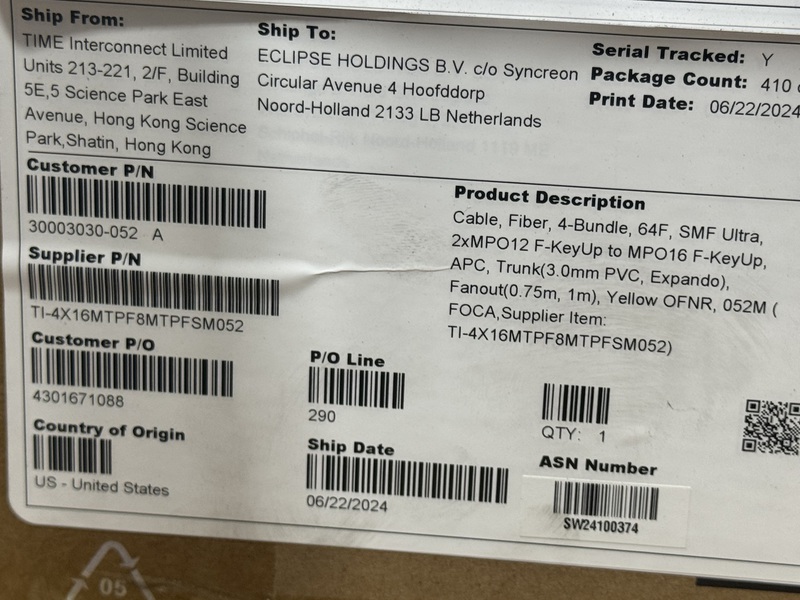 Ship From:
TIME Interconnect Limited
Units 213-221, 2/F, Building
5E,5 Science Park East
Avenue, Hong Kong Science
Park,Shatin, Hong Kong
Ship To:
ECLIPSE HOLDINGS B.V. c/o Syncreon
Circular Avenue 4 Hoofddorp
Noord-Holland 2133 LB Netherlands
Serial Tracked: Y
Package Count: 410
Print Date: 06/22/2024
Customer P/N
30003030-052 A
Supplier P/N
TI-4X16MTPF8MTPFSM052
Customer P/O
4301671088
Country of Origin
US - United States
P/O Line
290
Ship Date
06/22/2024
Product Description
Cable, Fiber, 4-Bundle, 64F, SMF Ultra,
2xMPO12 F-KeyUp to MPO16 F-KeyUp,
APC, Trunk(3.0mm PVC, Expando),
Fanout(0.75m, 1m), Yellow OFNR, 052M (
FOCA,Supplier Item:
TI-4X16MTPF8MTPFSM052)
QTY: 1
ASN Number
SW24100374
05